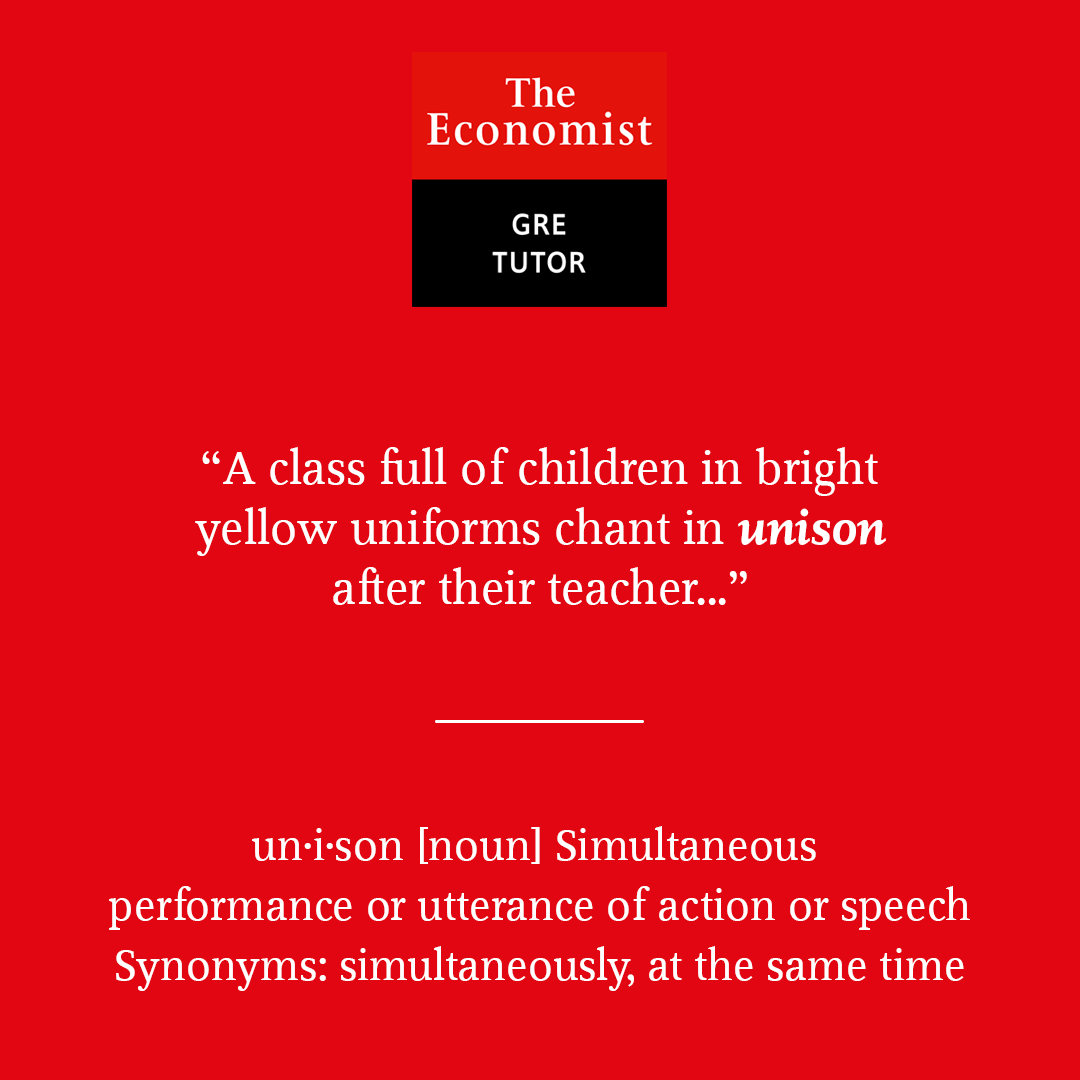 The
Economist
GRE
TUTOR
“A class full of children in bright
yellow uniforms chant in unison
after their teacher...”
un·i·son [noun] Simultaneous
performance or utterance of action or speech
Synonyms: simultaneously, at the same time